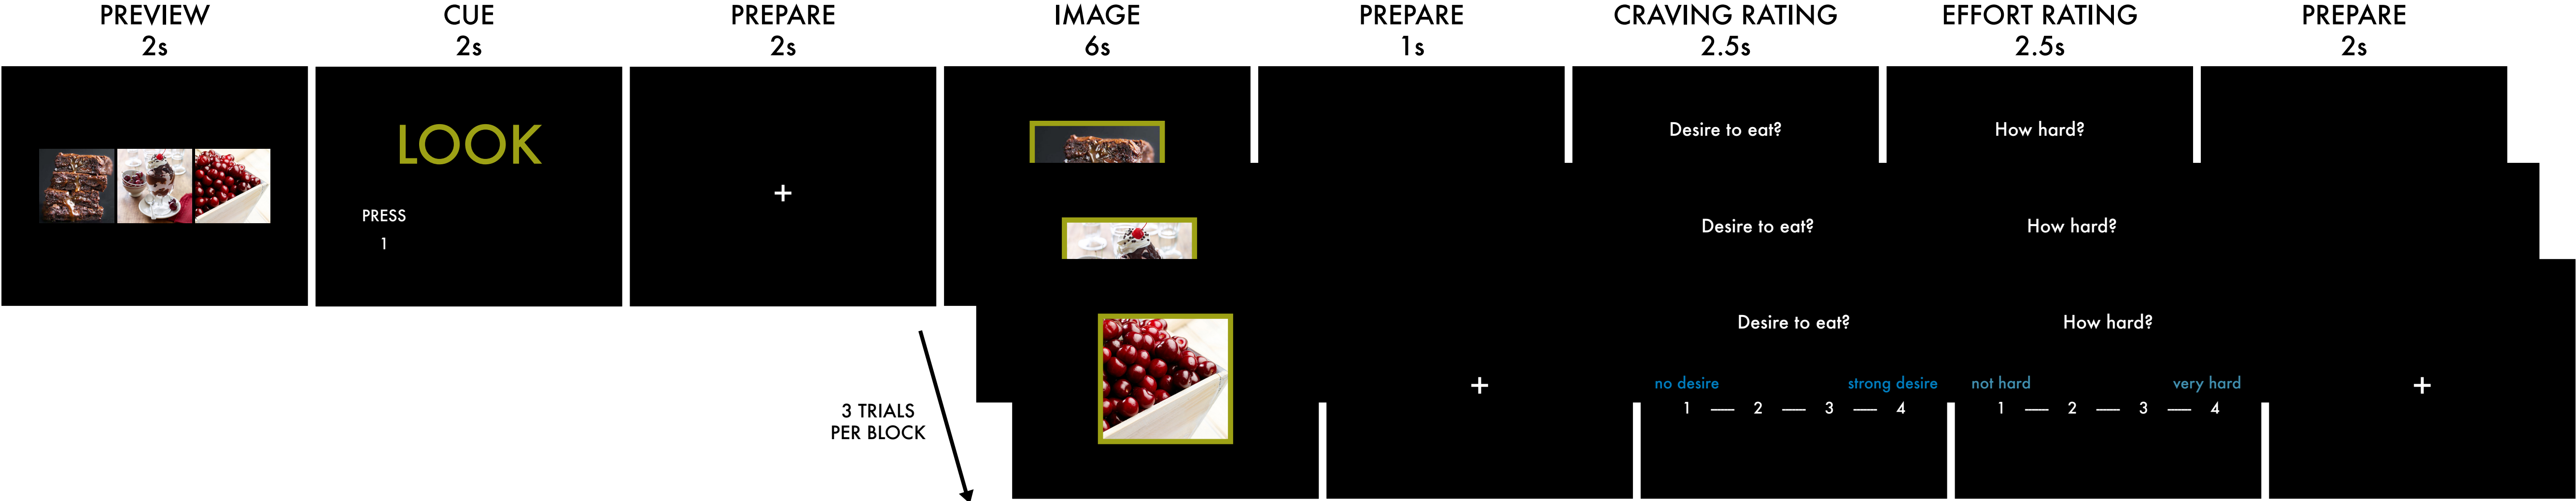 PREVIEW
2s
CUE
2s
PREPARE
2s
IMAGE
6s
PREPARE
1s
CRAVING RATING
2.5s
EFFORT RATING
2.5s
PREPARE
2s
LOOK
PRESS
1
+
Desire to eat?
How hard?
Desire to eat?
How hard?
Desire to eat?
How hard?
+
no desire strong desire
1 — 2 — 3 — 4
not hard very hard
1 — 2 — 3 — 4
+
3 TRIALS
PER BLOCK